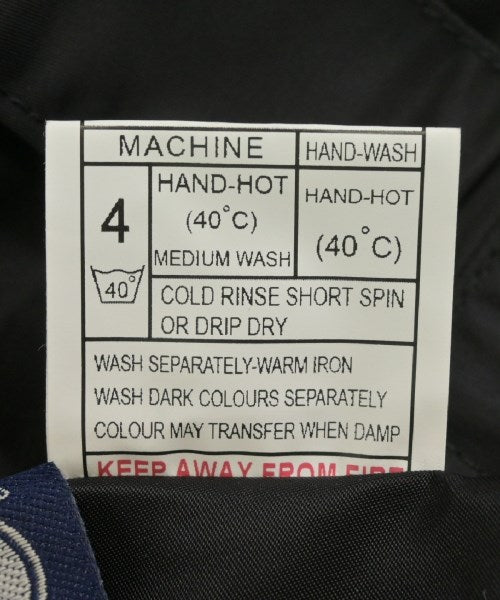 MACHINE
HAND-WASH
4
40°
HAND-HOT
(40°C)
MEDIUM WASH
HAND-HOT
(40°C)
COLD RINSE SHORT SPIN
OR DRIP DRY
WASH SEPARATELY-WARM IRON
WASH DARK COLOURS SEPARATELY
COLOUR MAY TRANSFER WHEN DAMP
KEEP AWAY FROM FIRE